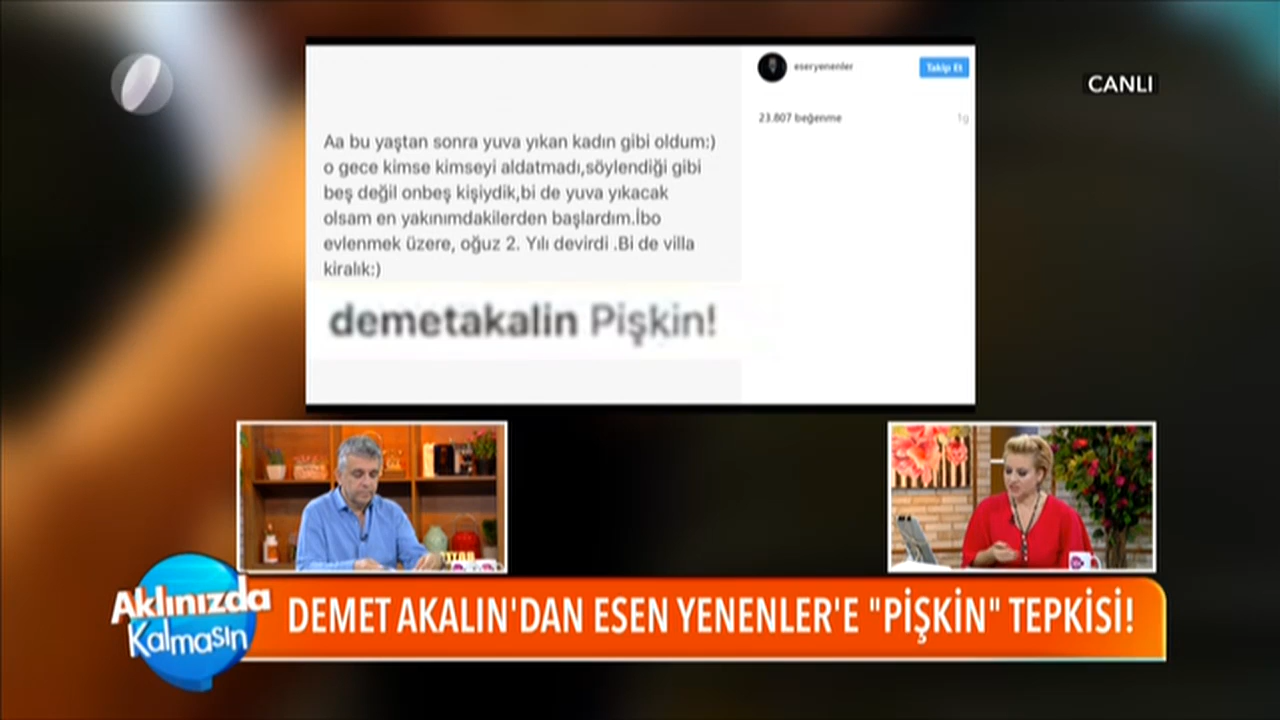 CANLI
eseryenenler
Takip Et
23.807 beğenme
1g
Aa bu yaştan sonra yuva yıkan kadın gibi oldum:)
o gece kimse kimseyi aldatmadı,söylendiği gibi
beş değil onbeş kişiydik,bi de yuva yıkacak
olsam en yakınımdakilerden başlardım.İbo
evlenmek üzere, oğuz 2. Yılı devirdi .Bi de villa
kiralık:)
demetakalin Pişkin!
Aklınızda
Kalmasın
DEMET AKALIN'DAN ESEN YENENLER'E "PİŞKİN" TEPKİSİ!